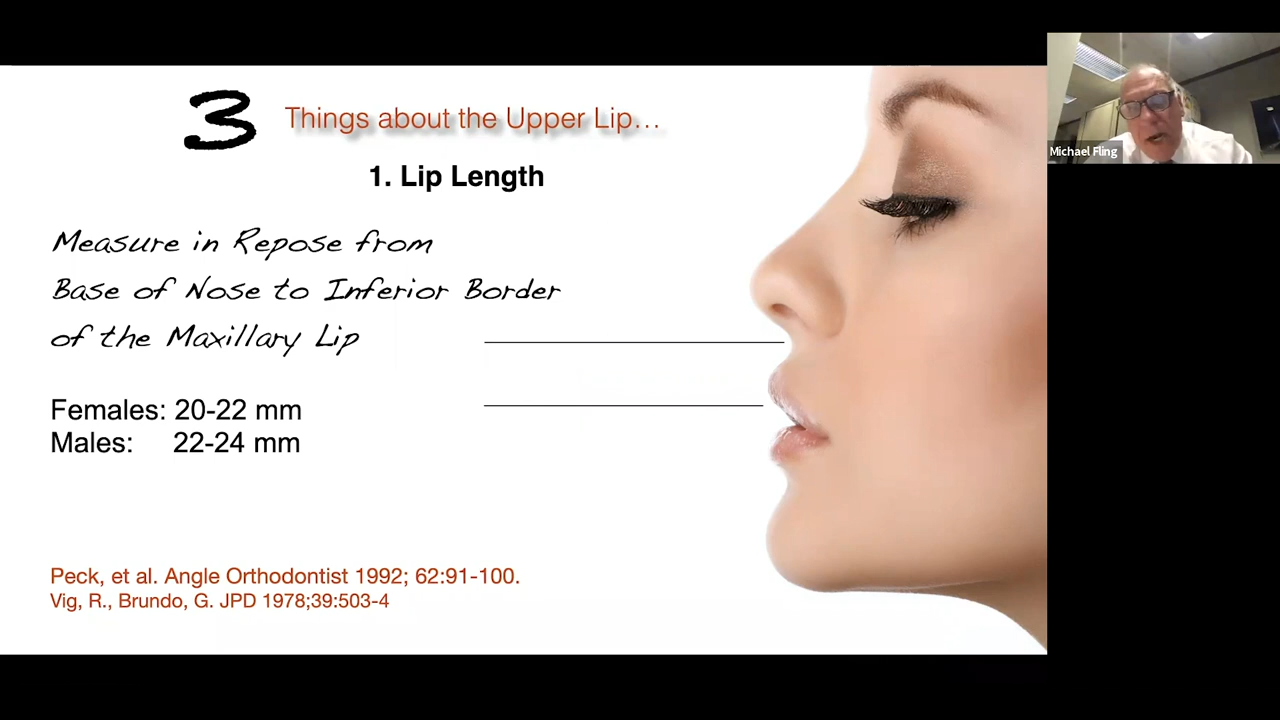 3 Things about the Upper Lip...
1. Lip Length
Measure in Repose from
Base of Nose to Inferior Border
of the Maxillary Lip
Females: 20-22 mm
Males: 22-24 mm
Peck, et al. Angle Orthodontist 1992; 62:91-100.
Vig, R., Brundo, G. JPD 1978;39:503-4
Michael Fling